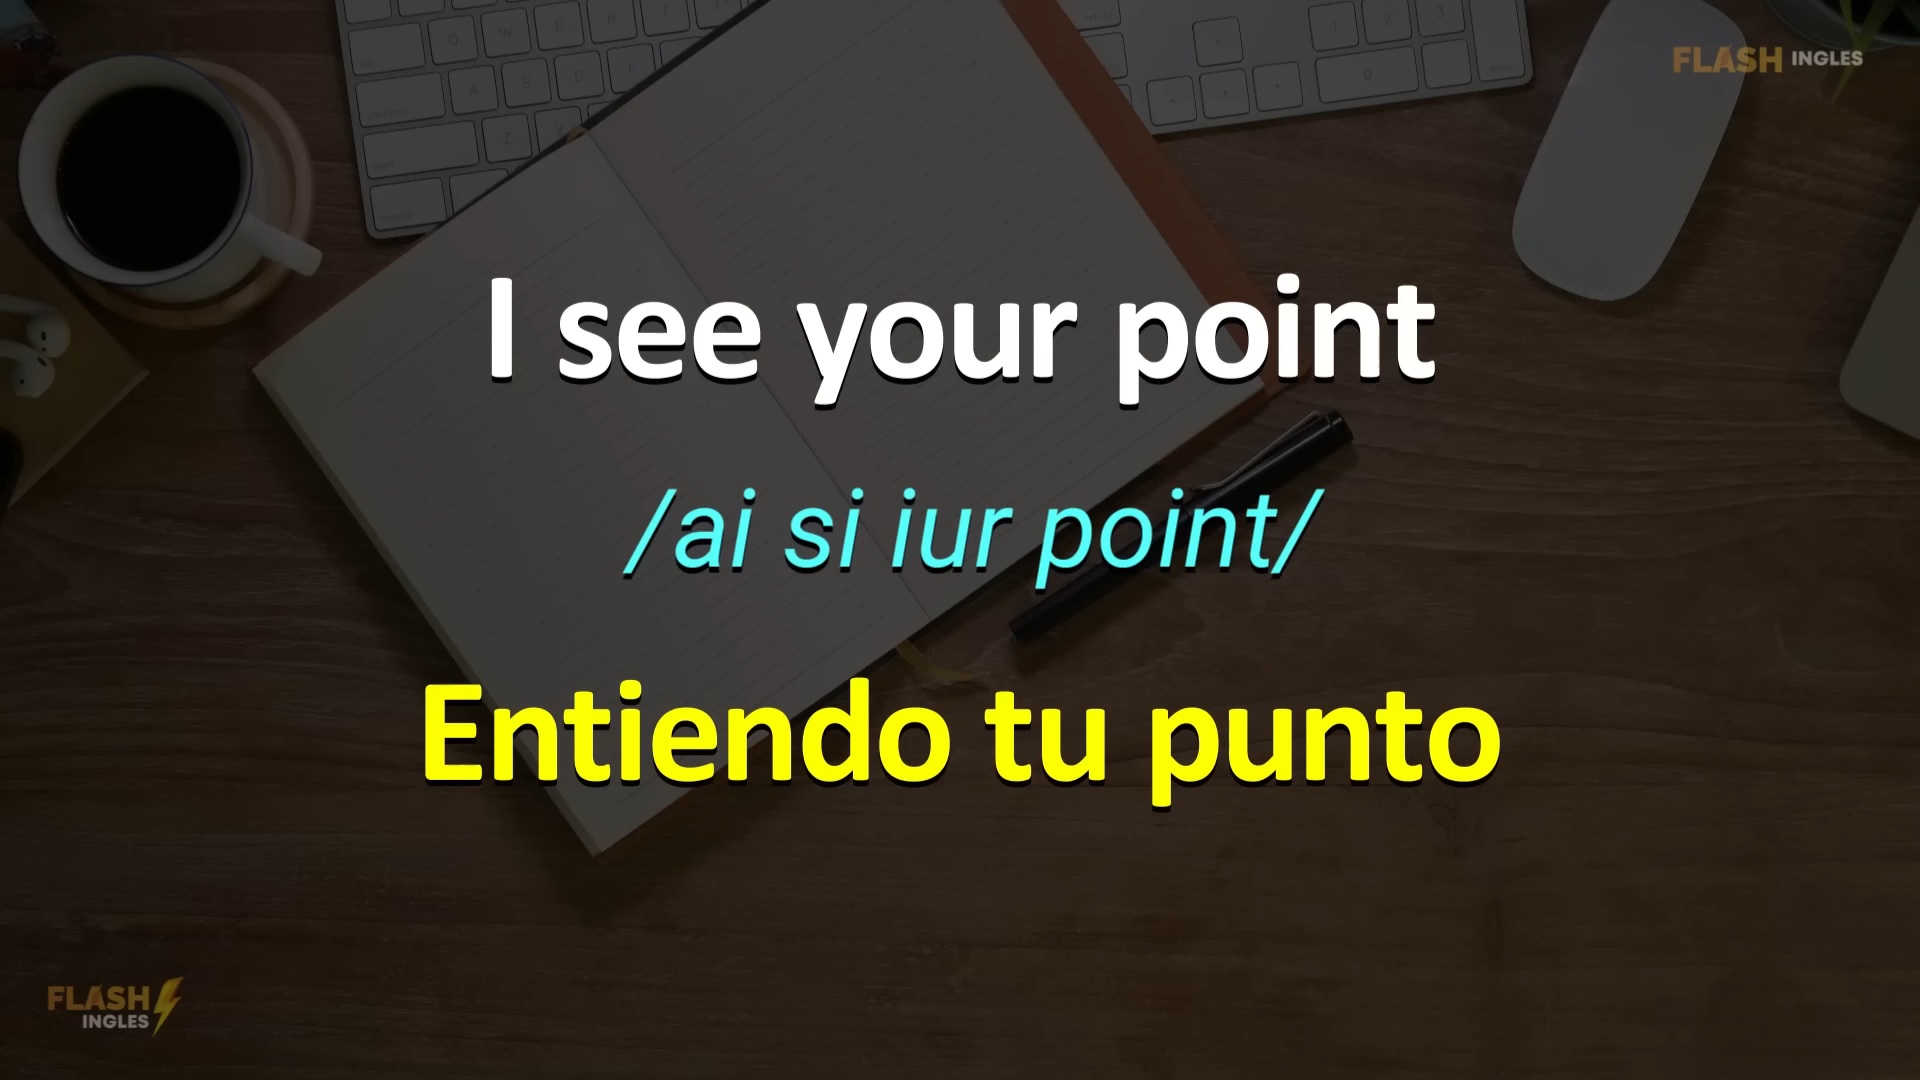 FLASH INGLES
I see your point
/ai si iur point/
Entiendo tu punto
FLASH
INGLES